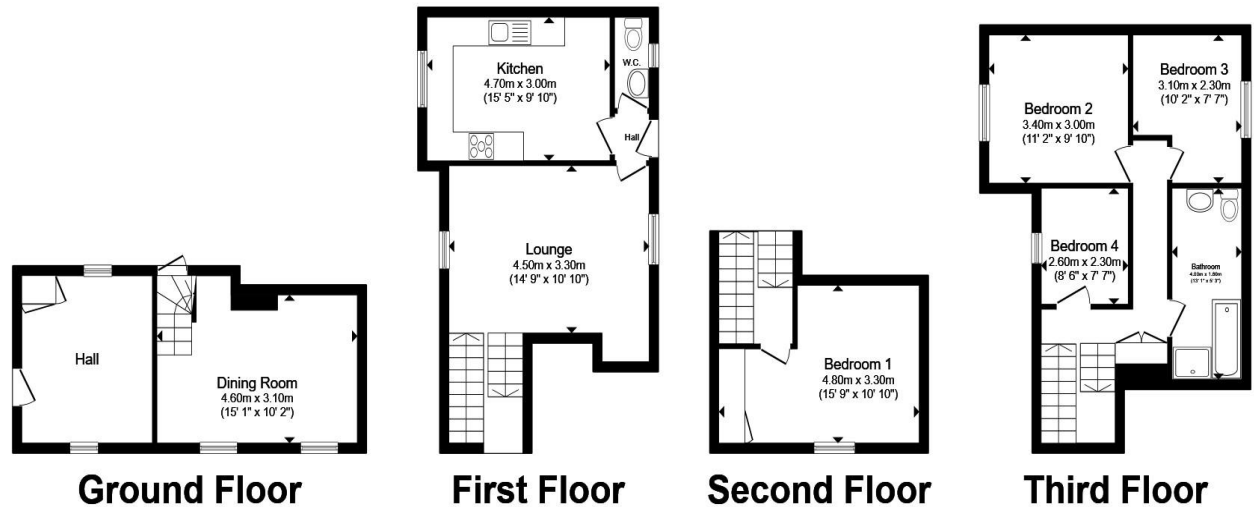 Hall
Dining Room
4.60m x 3.10m
(15' 1" x 10' 2")
Ground Floor
Kitchen
4.70m x 3.00m
(15' 5" x 9' 10")
W.C.
Hall
Lounge
4.50m x 3.30m
(14' 9" x 10' 10")
First Floor
Bedroom 1
4.80m x 3.30m
(15' 9" x 10' 10")
Second Floor
Bedroom 2
3.40m x 3.00m
(11' 2" x 9' 10")
Bedroom 3
3.10m x 2.30m
(10' 2" x 7' 7")
Bedroom 4
2.60m x 2.30m
(8' 6" x 7' 7")
Bathroom
Third Floor